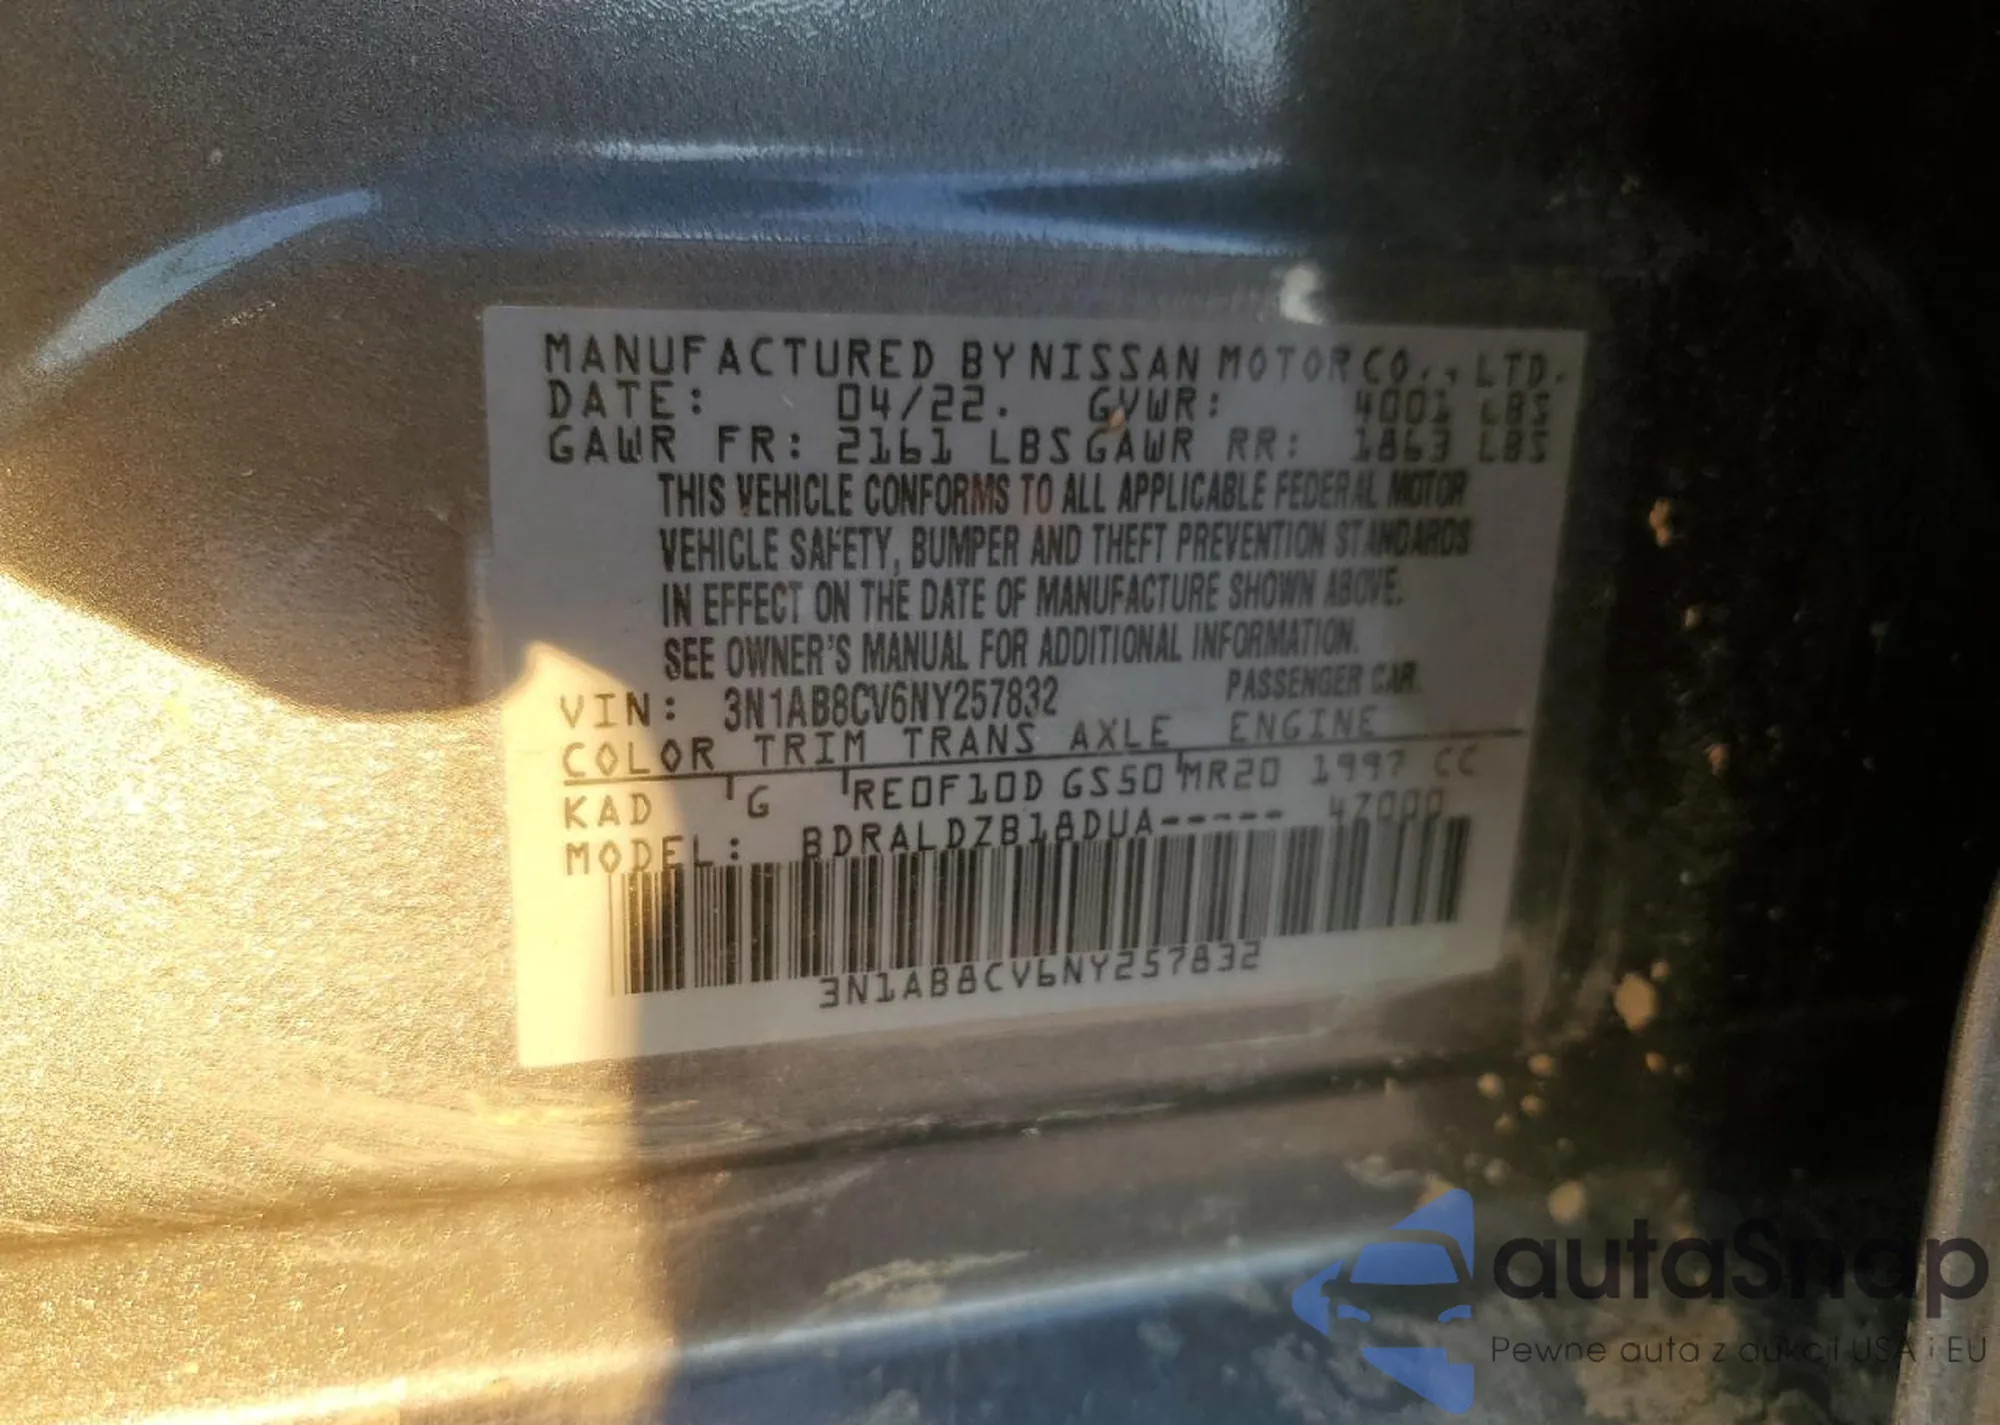 MANUFACTURED BY NISSAN MOTOR CO., LTD.
DATE: 04/22. GVWR: 4001 LBS
GAWR FR: 2161 LBS GAWR RR: 1863 LBS
THIS VEHICLE CONFORMS TO ALL APPLICABLE FEDERAL MOTOR
VEHICLE SAFETY, BUMPER AND THEFT PREVENTION STANDARDS
IN EFFECT ON THE DATE OF MANUFACTURE SHOWN ABOVE.
SEE OWNER'S MANUAL FOR ADDITIONAL INFORMATION.
VIN: 3N1AB8CV6NY257832 PASSENGER CAR.
COLOR TRIM TRANS AXLE ENGINE
KAD G RE0F10D GS50 MR20 1997 CC
MODEL: BDRALDZB18DUA----- 4Z000
3N1AB8CV6NY257832
autaSnap
Pewne auta z aukcji USA i EU